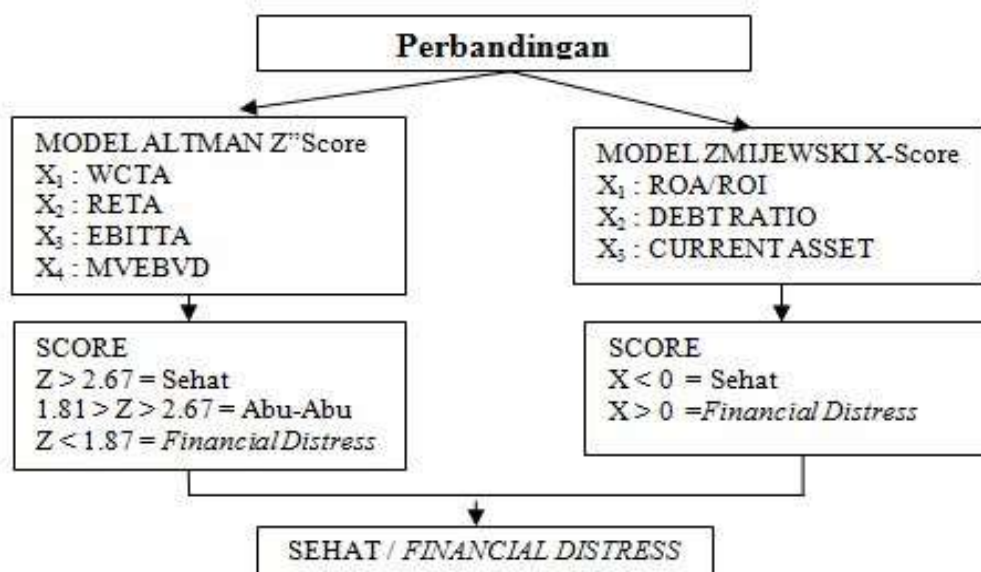 Perbandingan
MODEL ALTMAN Z”Score
X₁ : WCTA
X₂ : RETA
X₃ : EBITTA
X₄ : MVEBVD
MODEL ZMIJEWSKI X-Score
X₁ : ROA/ROI
X₂ : DEBT RATIO
X₃ : CURRENT ASSET
SCORE
Z > 2.67 = Sehat
1.81 > Z > 2.67 = Abu-Abu
Z < 1.87 = Financial Distress
SCORE
X < 0 = Sehat
X > 0 =Financial Distress
SEHAT / FINANCIAL DISTRESS